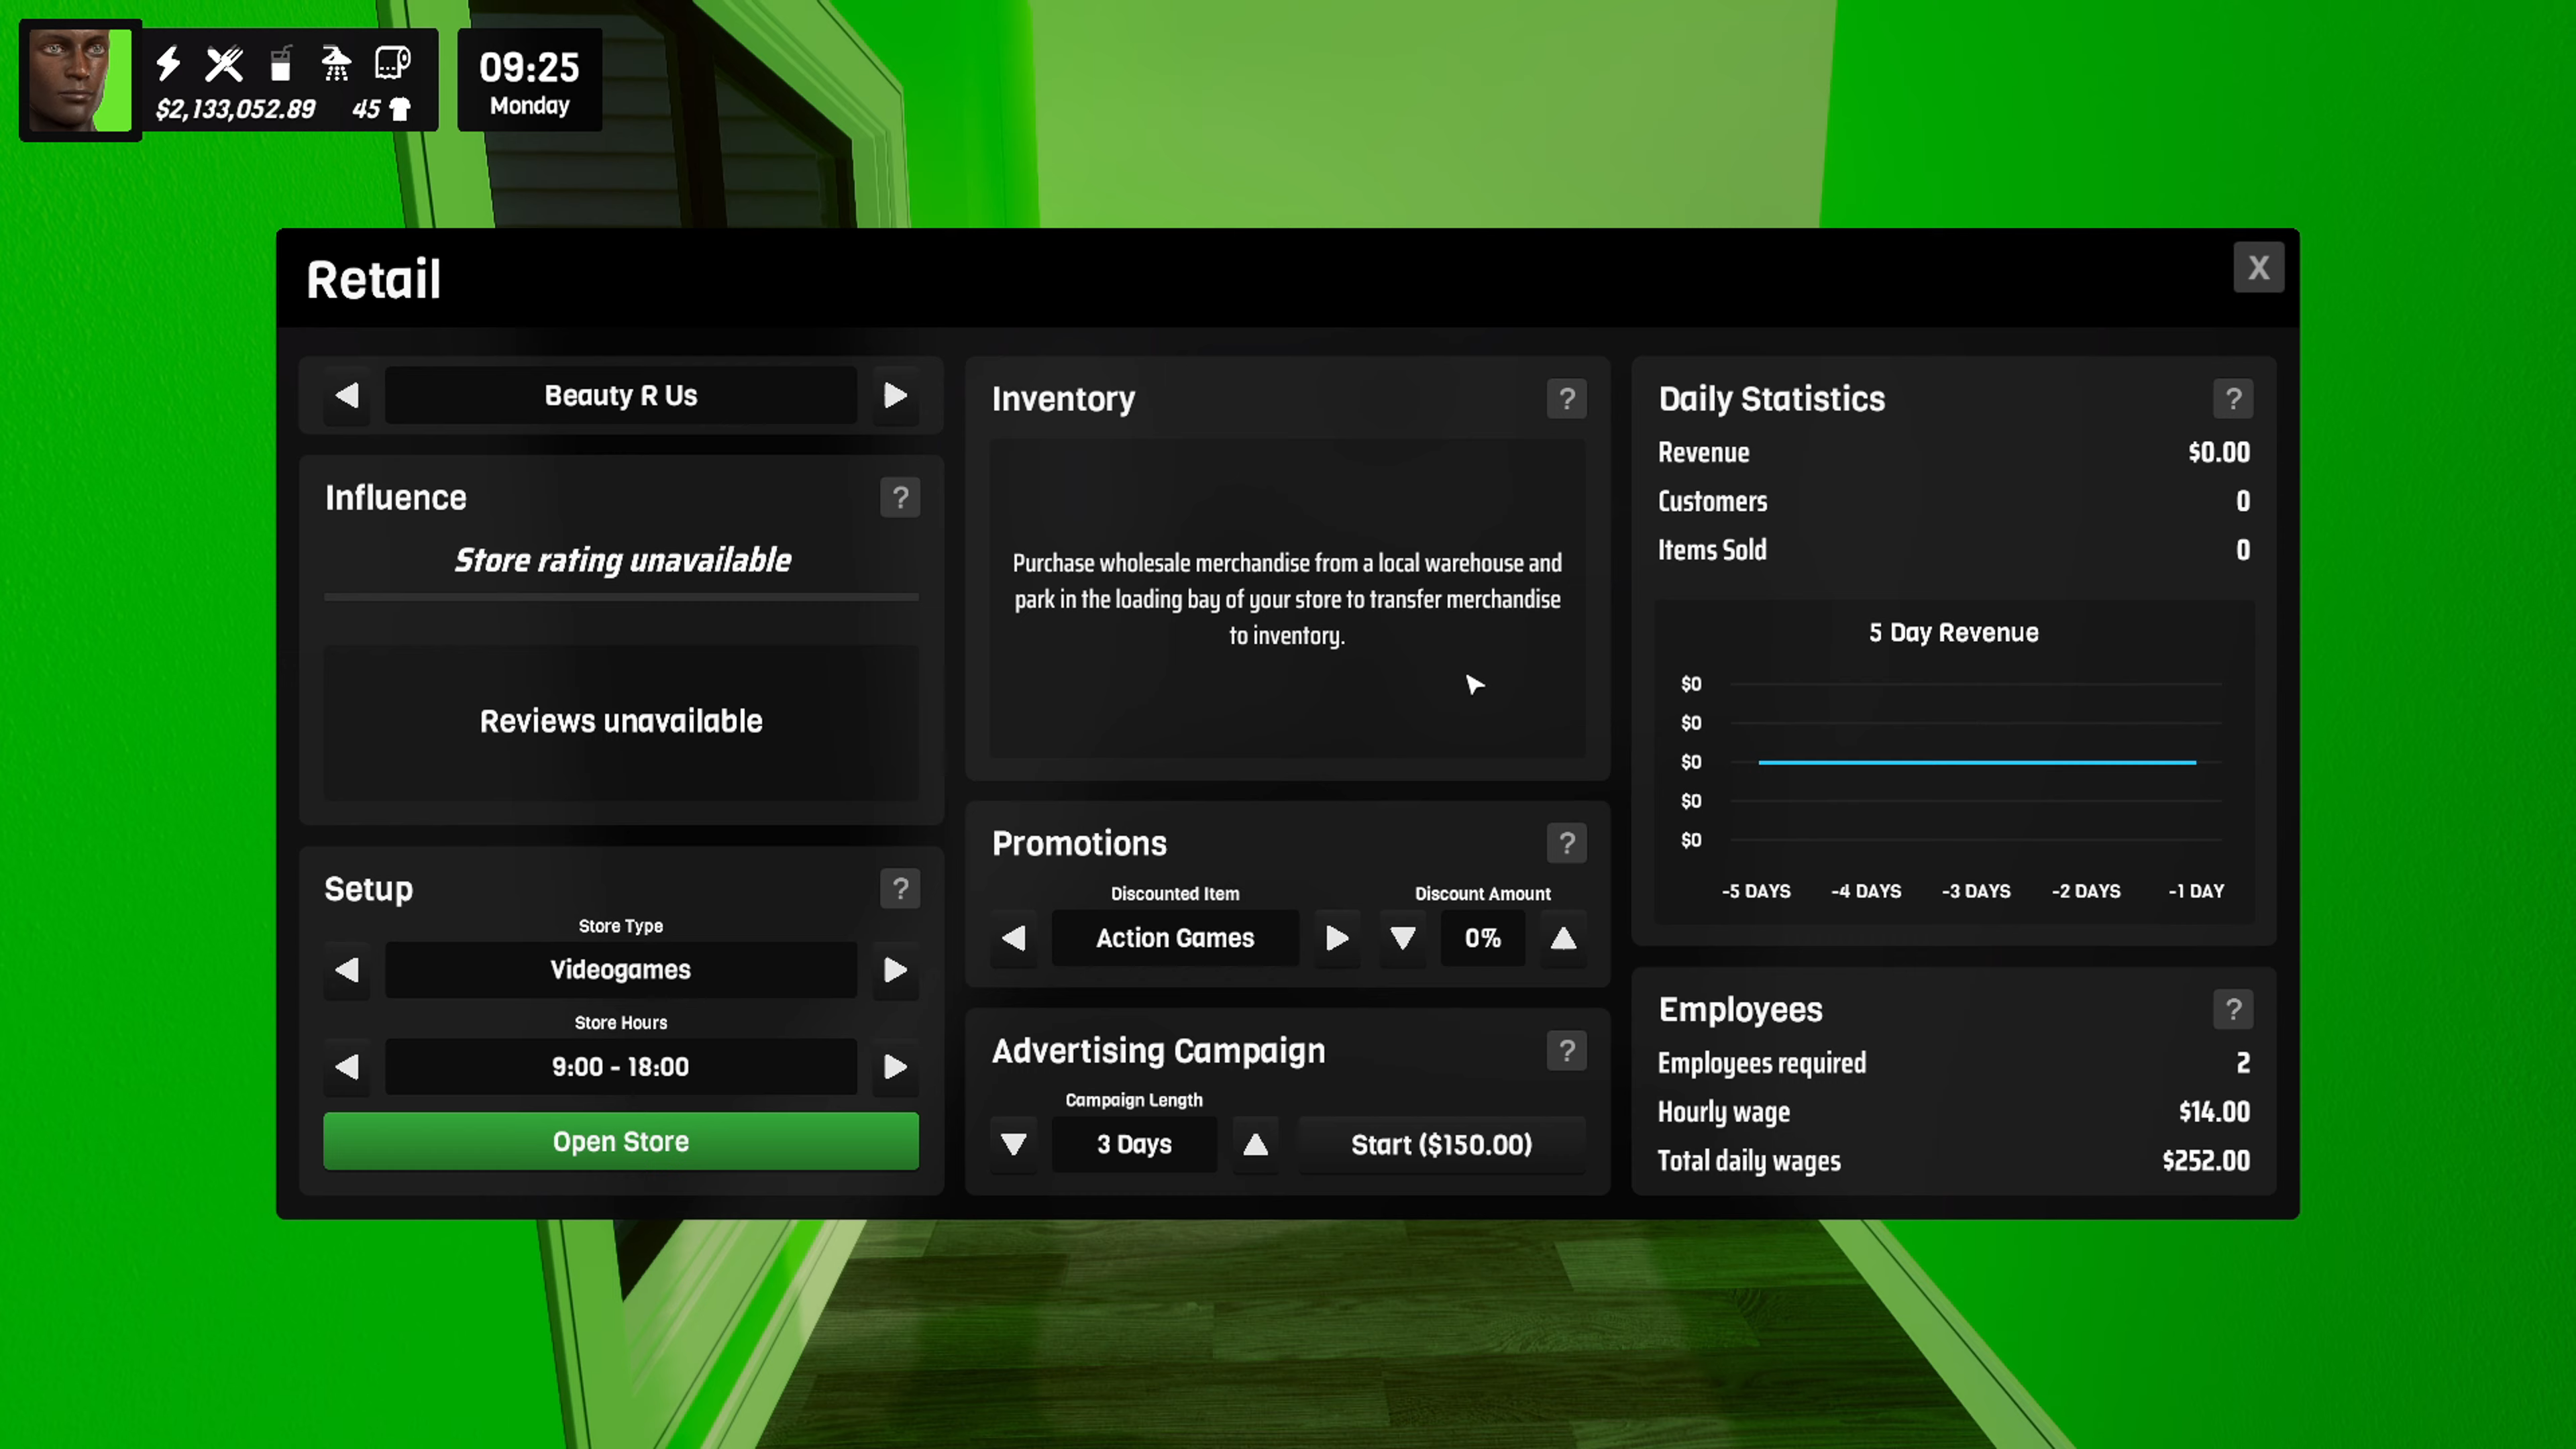 $2,133,052.89 45
09:25
Monday
Retail
X
Beauty R Us
Influence ?
Store rating unavailable
Reviews unavailable
Setup ?
Store Type
Videogames
Store Hours
9:00 - 18:00
Open Store
Inventory ?
Purchase wholesale merchandise from a local warehouse and
park in the loading bay of your store to transfer merchandise
to inventory.
Promotions ?
Discounted Item Discount Amount
Action Games 0%
Advertising Campaign ?
Campaign Length
3 Days Start ($150.00)
Daily Statistics ?
Revenue $0.00
Customers 0
Items Sold 0
5 Day Revenue
$0
$0
$0
$0
$0
-5 DAYS -4 DAYS -3 DAYS -2 DAYS -1 DAY
Employees ?
Employees required 2
Hourly wage $14.00
Total daily wages $252.00